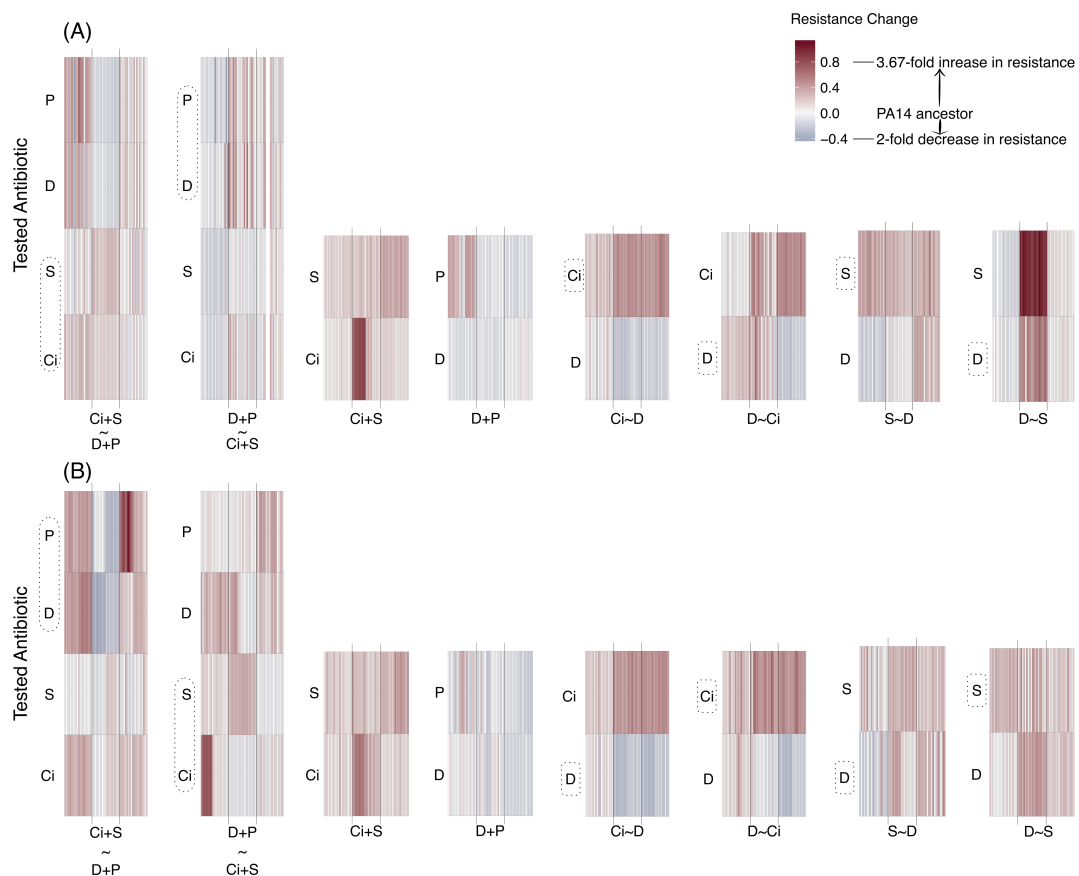 (A)
Resistance Change
0.8
3.67-fold inrease in resistance
0.4
0.0
PA14 ancestor
−0.4
2-fold decrease in resistance
Tested Antibiotic
P
D
S
Ci
Ci+S
~
D+P
P
D
S
Ci
D+P
~
Ci+S
S
Ci
Ci+S
P
D
D+P
Ci
D
Ci~D
Ci
D
D~Ci
S
D
S~D
S
D
D~S
(B)
Tested Antibiotic
P
D
S
Ci
Ci+S
~
D+P
P
D
S
Ci
D+P
~
Ci+S
S
Ci
Ci+S
P
D
D+P
Ci
D
Ci~D
Ci
D
D~Ci
S
D
S~D
S
D
D~S